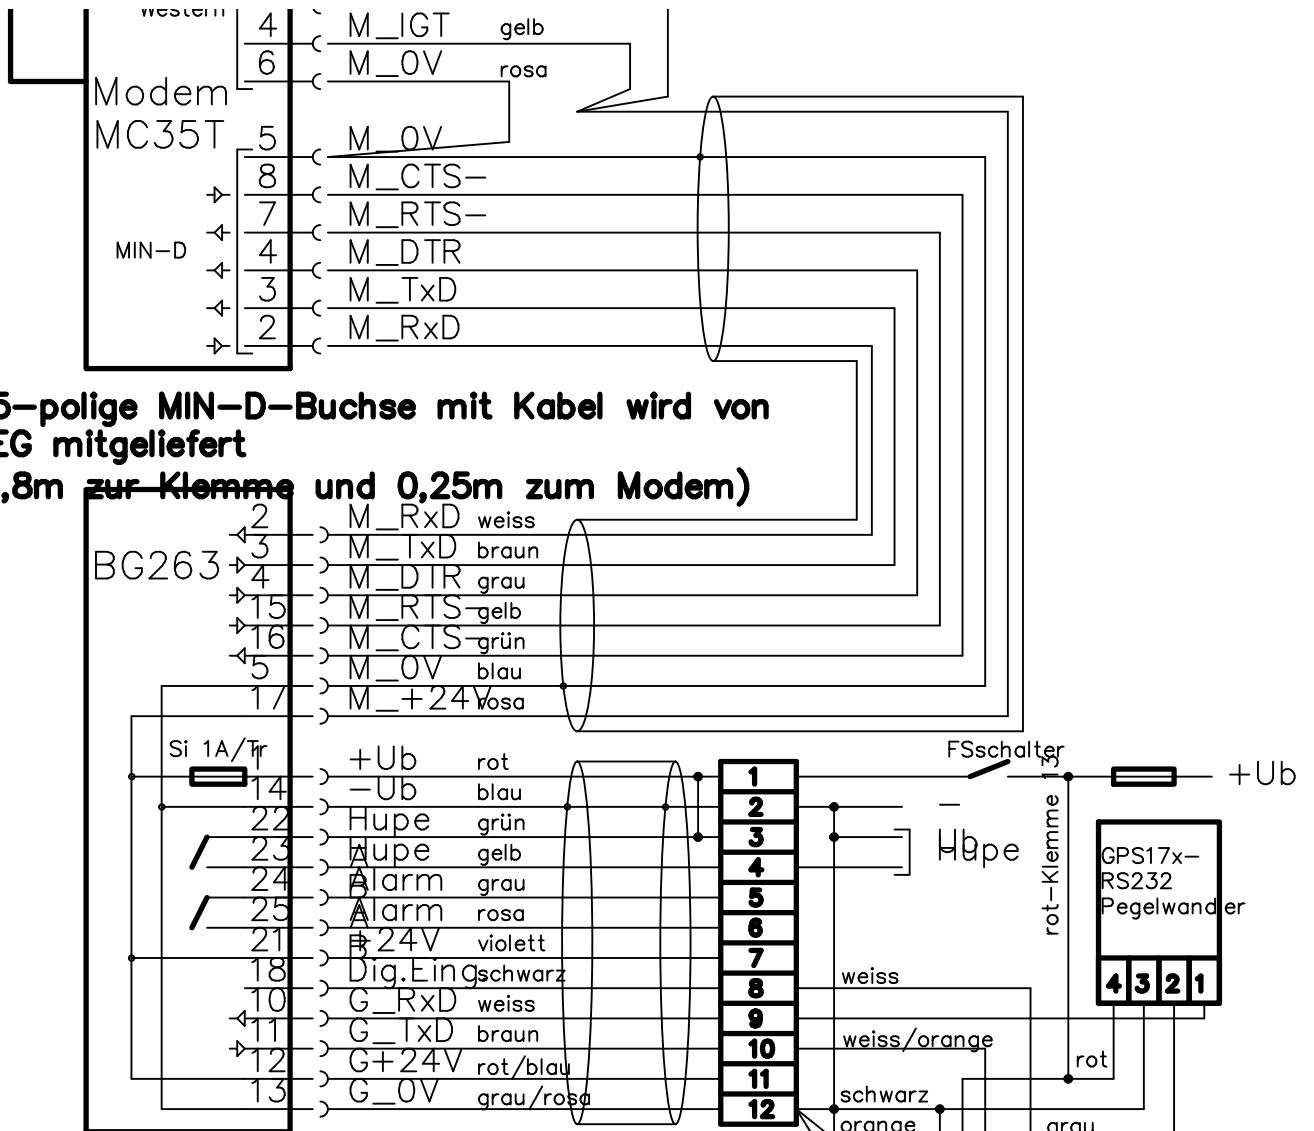 Western
4 M_IGT gelb
6 M_0V rosa
Modem
MC35T
5 M_0V
8 M_CTS-
7 M_RTS-
MIN-D
4 M_DTR
3 M_TxD
2 M_RxD
5-polige MIN-D-Buchse mit Kabel wird von
EG mitgeliefert
,8m zur Klemme und 0,25m zum Modem)
BG263
2 M_RxD weiss
3 M_TxD braun
4 M_DTR grau
15 M_RTS- gelb
16 M_CTS- grün
5 M_0V blau
17 M_+24V rosa
Si 1A/Tr
1 +Ub rot 1
FSschalter
+Ub
14 -Ub blau 2
-
Ub
22 Hupe grün 3
Hupe
23 Hupe gelb 4
24 Alarm A grau 5
25 Alarm B rosa 6
21 +24V violett 7
18 Dig.Eing. schwarz 8 weiss
10 G_RxD weiss 9
11 G_TxD braun 10 weiss/orange
12 G+24V rot/blau 11 rot
13 G_0V grau/rosa 12 schwarz
orange
grau
rot-Klemme 13
GPS17x-
RS232
Pegelwandler
4 3 2 1